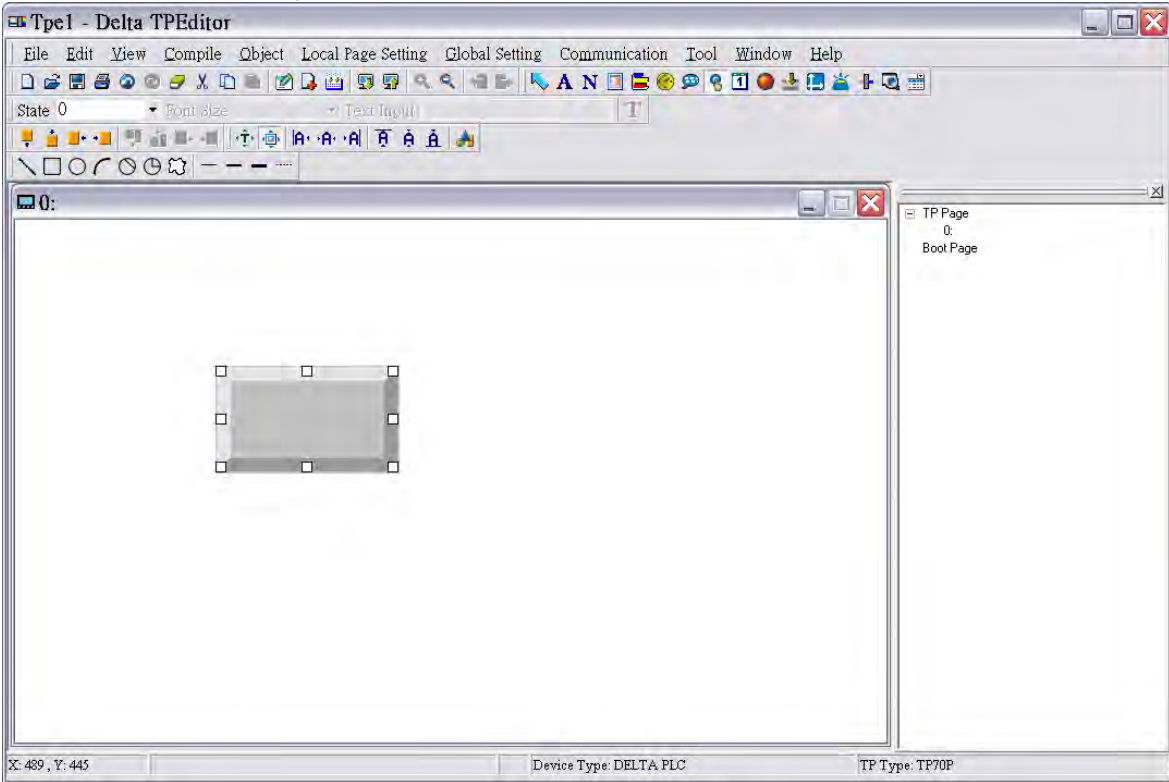 Tpe1 - Delta TPEditor
File Edit View Compile Object Local Page Setting Global Setting Communication Tool Window Help
A N
State 0 Font Size Text Input T
T A A A A A A
0:
TP Page
0:
Boot Page
X: 489 , Y: 445 Device Type: DELTA PLC TP Type: TP70P